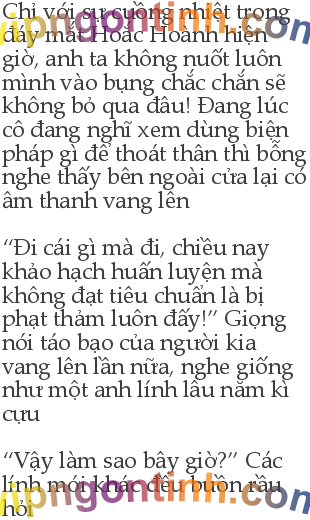 Chỉ với sự cuồng nhiệt trong
đáy mắt Hoắc Hoành hiện
giờ, anh ta không nuốt luôn
mình vào bụng chắc chắn sẽ
không bỏ qua đâu! Đang lúc
cô đang nghĩ xem dùng biện
pháp gì để thoát thân thì bỗng
nghe thấy bên ngoài cửa lại có
âm thanh vang lên
“Đi cái gì mà đi, chiều nay
khảo hạch huấn luyện mà
không đạt tiêu chuẩn là bị
phạt thảm luôn đấy!” Giọng
nói táo bạo của người kia
vang lên lần nữa, nghe giống
như một anh lính lâu năm kì
cựu
“Vậy làm sao bây giờ?” Các
lính mới khác đều buồn rầu
hỏi